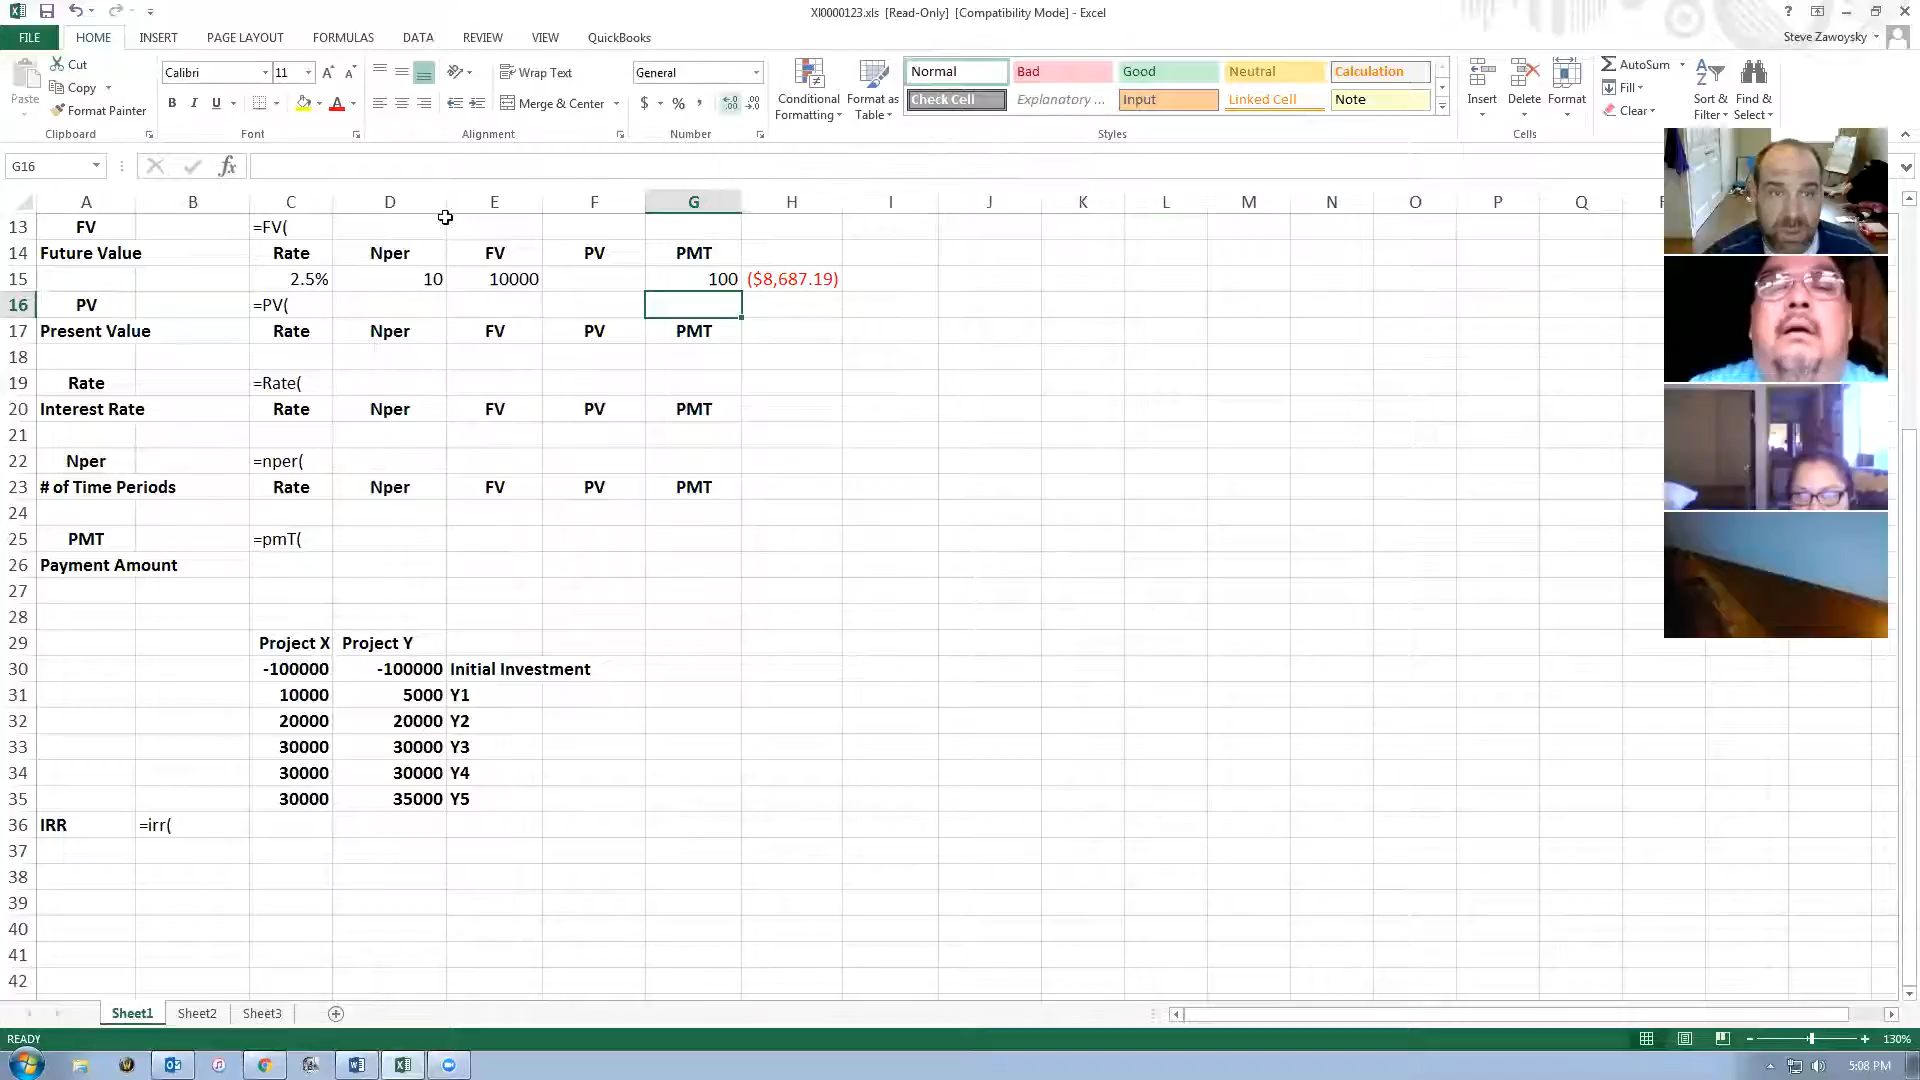 XI0000123.xls [Read-Only] [Compatibility Mode] - Excel
FILE HOME INSERT PAGE LAYOUT FORMULAS DATA REVIEW VIEW QuickBooks
Steve Zawoysky
Cut
Copy
Format Painter
Paste
Clipboard
Calibri 11
B I U
Font
Wrap Text
Merge & Center
Alignment
General
$ % ,
Number
Conditional Formatting
Format as Table
Normal Bad Good Neutral Calculation
Check Cell Explanatory ... Input Linked Cell Note
Styles
Insert Delete Format
Cells
AutoSum
Fill
Clear
Sort & Filter
Find & Select
G16
fx
A B C D E F G H I J K L M N O P Q
13 FV =FV(
14 Future Value Rate Nper FV PV PMT
15 2.5% 10 10000 100 ($8,687.19)
16 PV =PV(
17 Present Value Rate Nper FV PV PMT
18
19 Rate =Rate(
20 Interest Rate Rate Nper FV PV PMT
21
22 Nper =nper(
23 # of Time Periods Rate Nper FV PV PMT
24
25 PMT =pmT(
26 Payment Amount
27
28
29 Project X Project Y
30 -100000 -100000 Initial Investment
31 10000 5000 Y1
32 20000 20000 Y2
33 30000 30000 Y3
34 30000 30000 Y4
35 30000 35000 Y5
36 IRR =irr(
37
38
39
40
41
42
Sheet1 Sheet2 Sheet3
READY
130%
5:08 PM